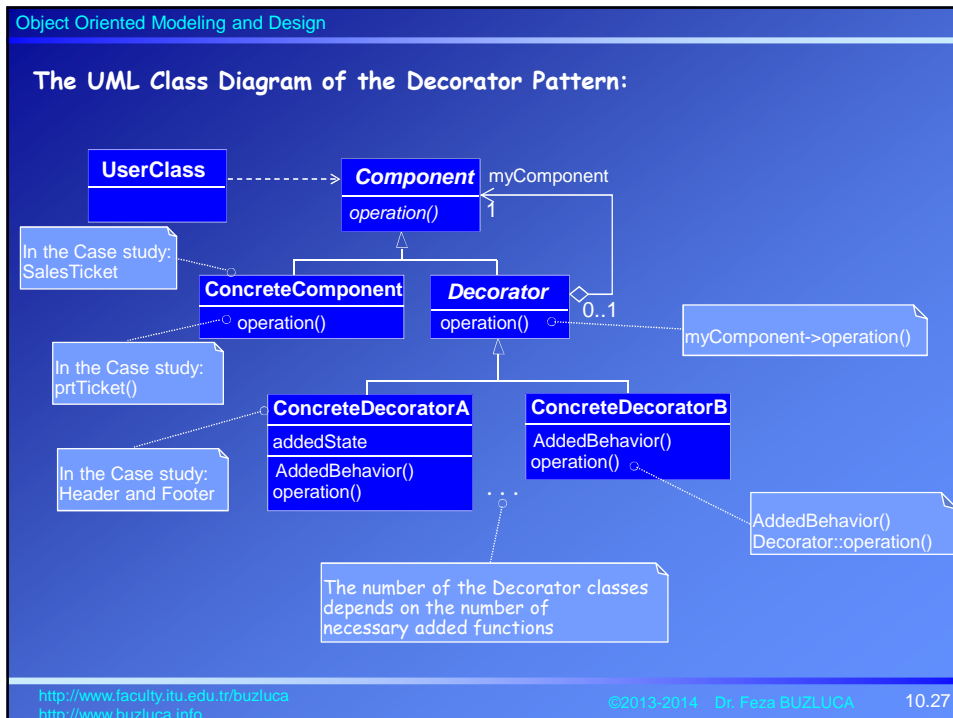 Object Oriented Modeling and Design
The UML Class Diagram of the Decorator Pattern:
UserClass
Component
operation()
myComponent
1
In the Case study:
SalesTicket
ConcreteComponent
operation()
Decorator
operation()
0..1
myComponent->operation()
In the Case study:
prtTicket()
ConcreteDecoratorA
addedState
AddedBehavior()
operation()
ConcreteDecoratorB
AddedBehavior()
operation()
In the Case study:
Header and Footer
. . .
AddedBehavior()
Decorator::operation()
The number of the Decorator classes
depends on the number of
necessary added functions
http://www.faculty.itu.edu.tr/buzluca
http://www.buzluca.info
©2013-2014 Dr. Feza BUZLUCA
10.27